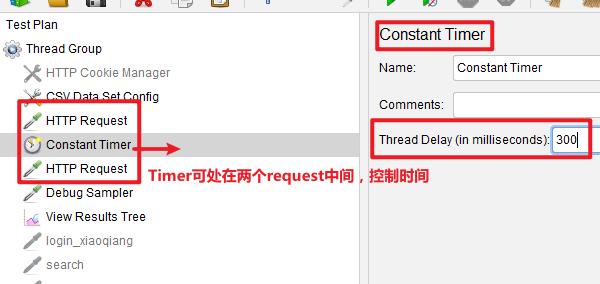 Test Plan
Thread Group
HTTP Cookie Manager
CSV Data Set Config
HTTP Request
Constant Timer
HTTP Request
Debug Sampler
View Results Tree
login_xiaoqiang
search
Timer可处在两个request中间，控制时间
Constant Timer
Name: Constant Timer
Comments:
Thread Delay (in milliseconds): 300